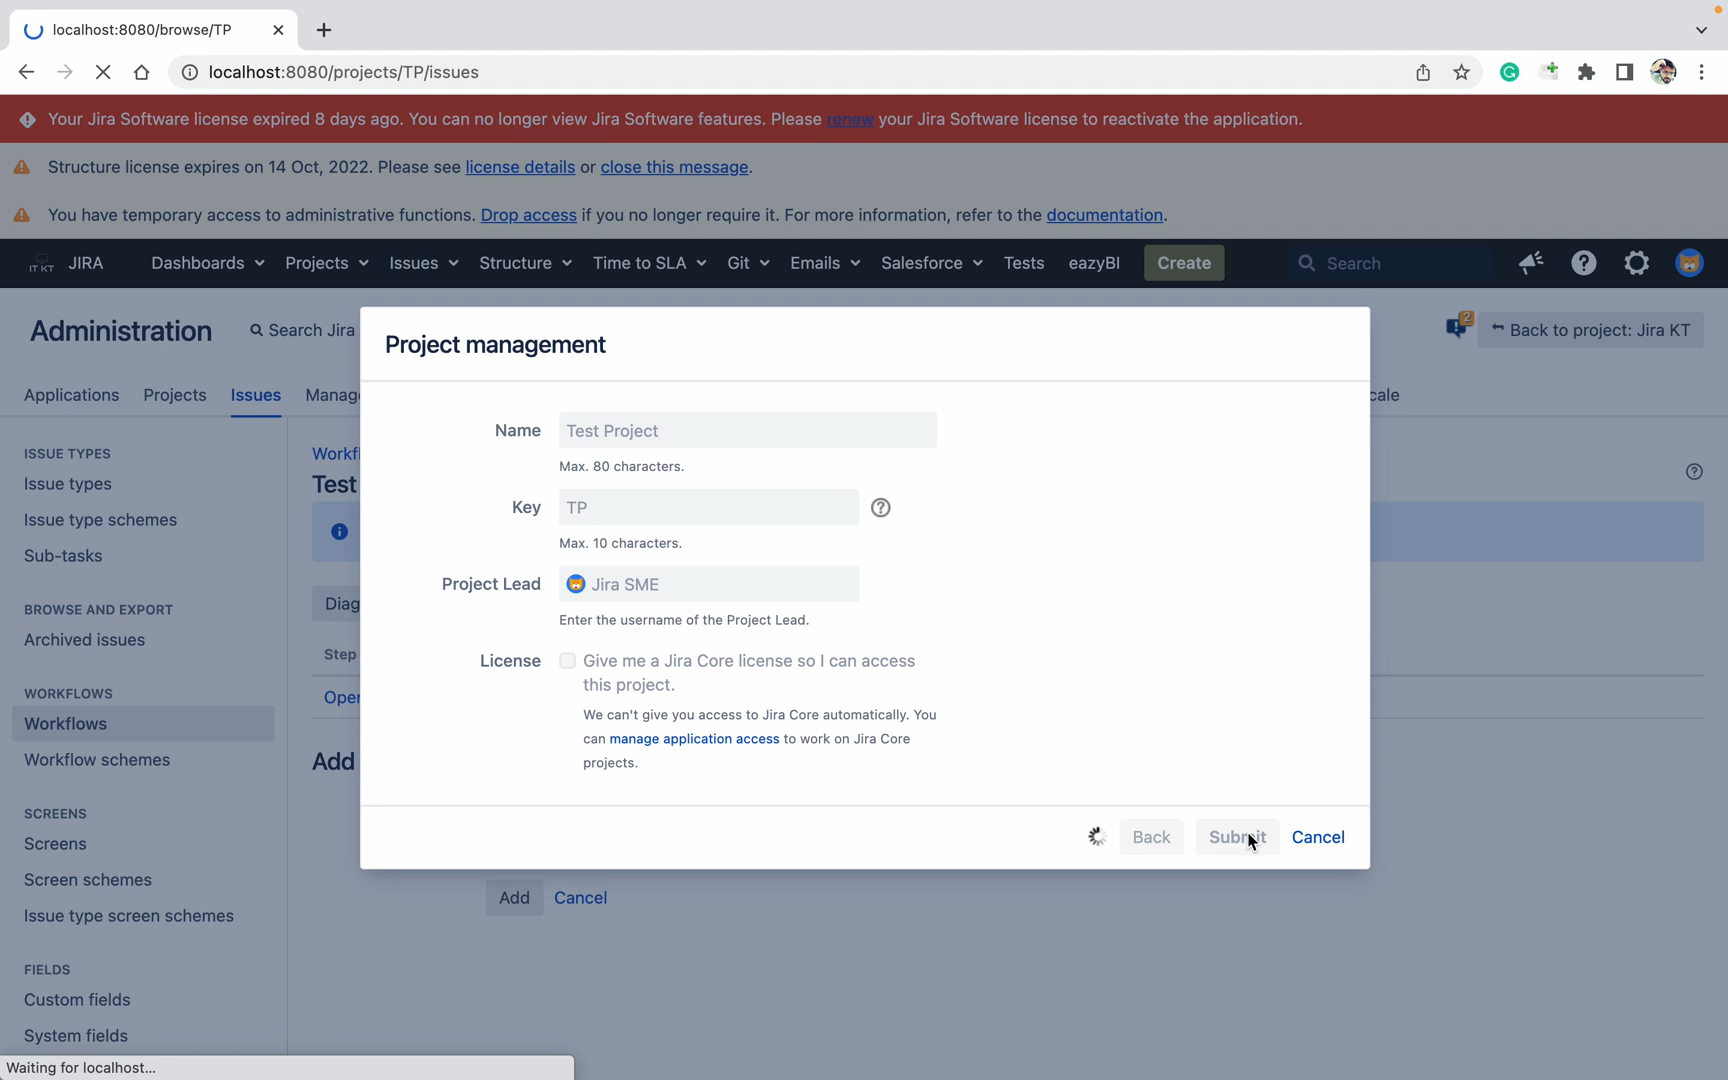 localhost:8080/browse/TP
localhost:8080/projects/TP/issues
Your Jira Software license expired 8 days ago. You can no longer view Jira Software features. Please renew your Jira Software license to reactivate the application.
Structure license expires on 14 Oct, 2022. Please see license details or close this message.
You have temporary access to administrative functions. Drop access if you no longer require it. For more information, refer to the documentation.
IT KT JIRA Dashboards Projects Issues Structure Time to SLA Git Emails Salesforce Tests eazyBI Create Search
Administration Search Jira 2 Back to project: Jira KT
Project management
Applications Projects Issues Manag cale
Name Test Project
Max. 80 characters.
Key TP
Max. 10 characters.
Project Lead Jira SME
Enter the username of the Project Lead.
License Give me a Jira Core license so I can access
this project.
We can't give you access to Jira Core automatically. You
can manage application access to work on Jira Core
projects.
Back Submit Cancel
ISSUE TYPES
Issue types
Issue type schemes
Sub-tasks
BROWSE AND EXPORT
Archived issues
WORKFLOWS
Workflows
Workflow schemes
SCREENS
Screens
Screen schemes
Issue type screen schemes
FIELDS
Custom fields
System fields
Workfl
Test
Diag
Step
Oper
Add
Add Cancel
Waiting for localhost...